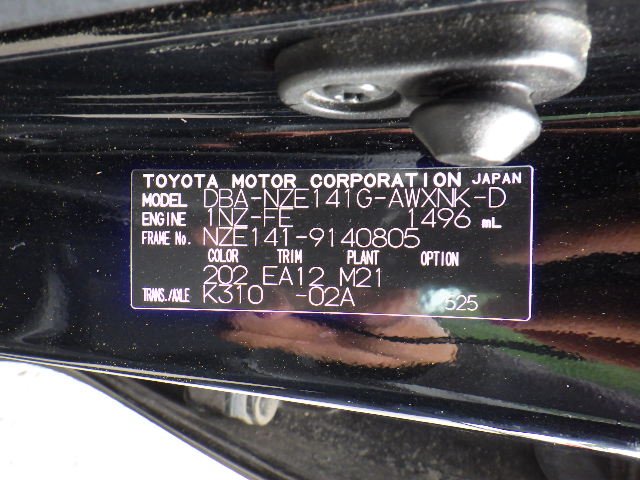 TOYOTA MOTOR CORPORATION JAPAN
MODEL DBA-NZE141G-AWXNK-D
ENGINE 1NZ-FE 1496 mL
FRAME No. NZE141-9140805
COLOR TRIM PLANT OPTION
202 EA12 M21
TRANS./AXLE K310 -02A 525